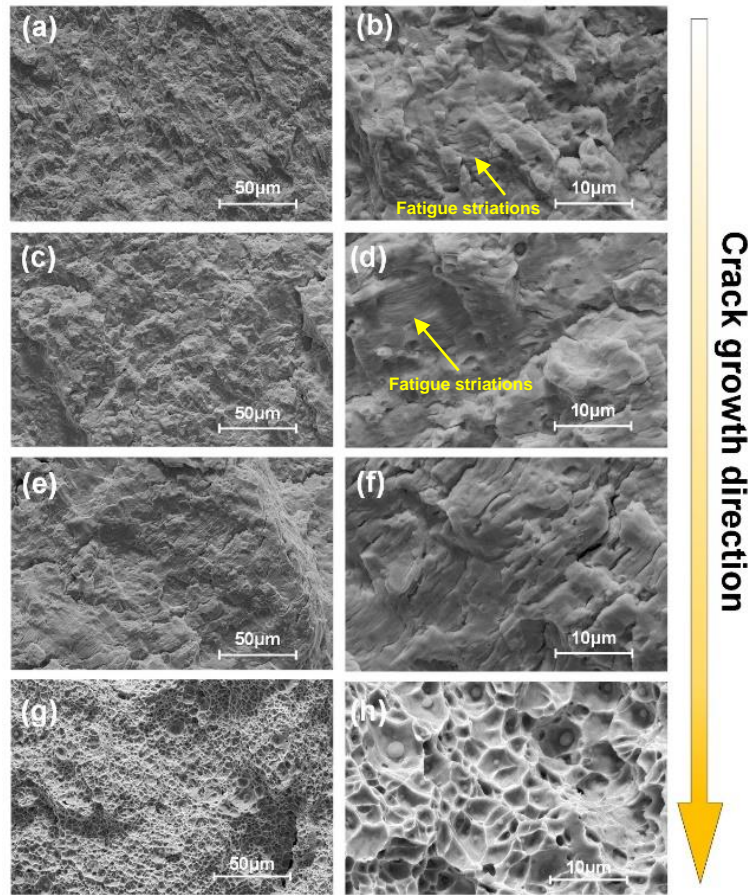 (a)
50µm
(b)
Fatigue striations
10µm
(c)
50µm
(d)
Fatigue striations
10µm
(e)
50µm
(f)
10µm
(g)
50µm
(h)
10µm
Crack growth direction